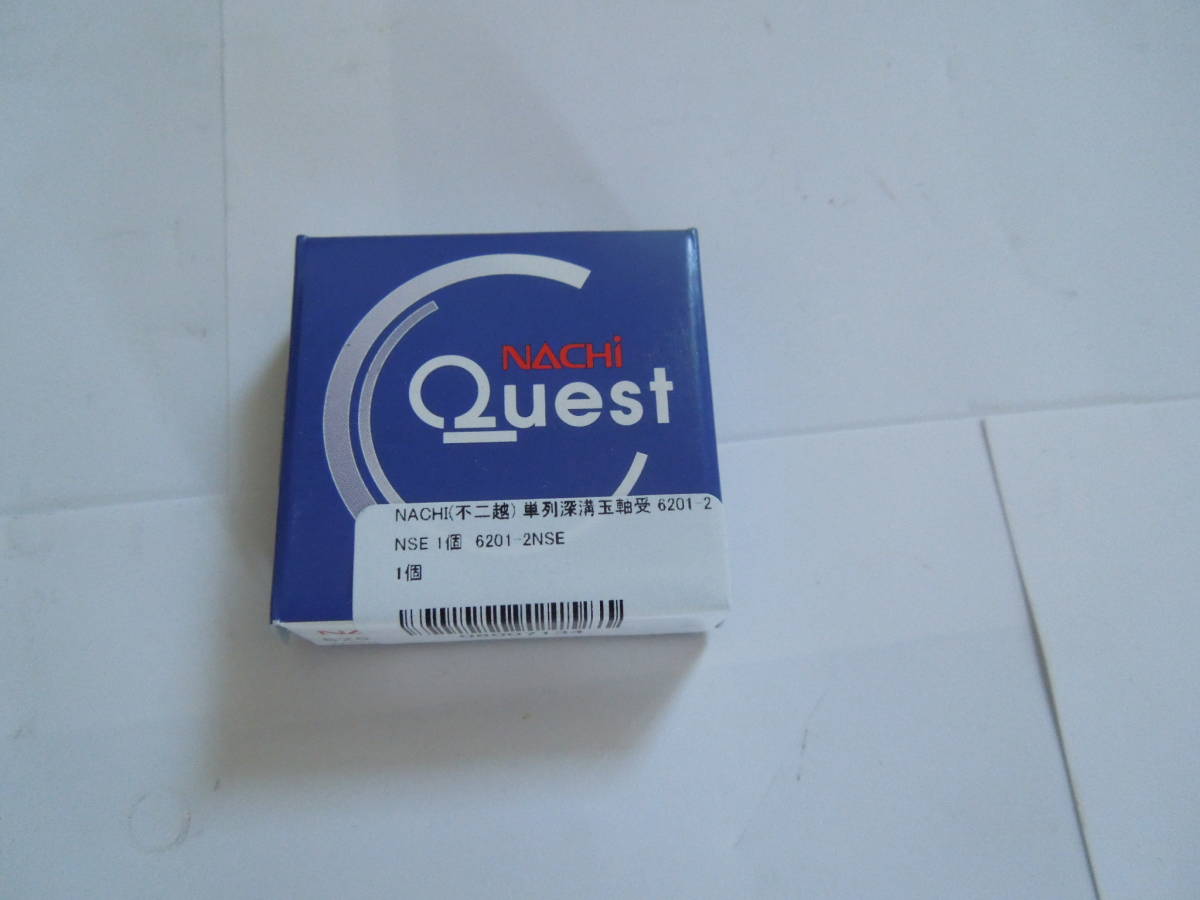 NACHi
Quest
NACHI(不二越) 単列深溝玉軸受 6201-2
NSE 1個 6201-2NSE
1個